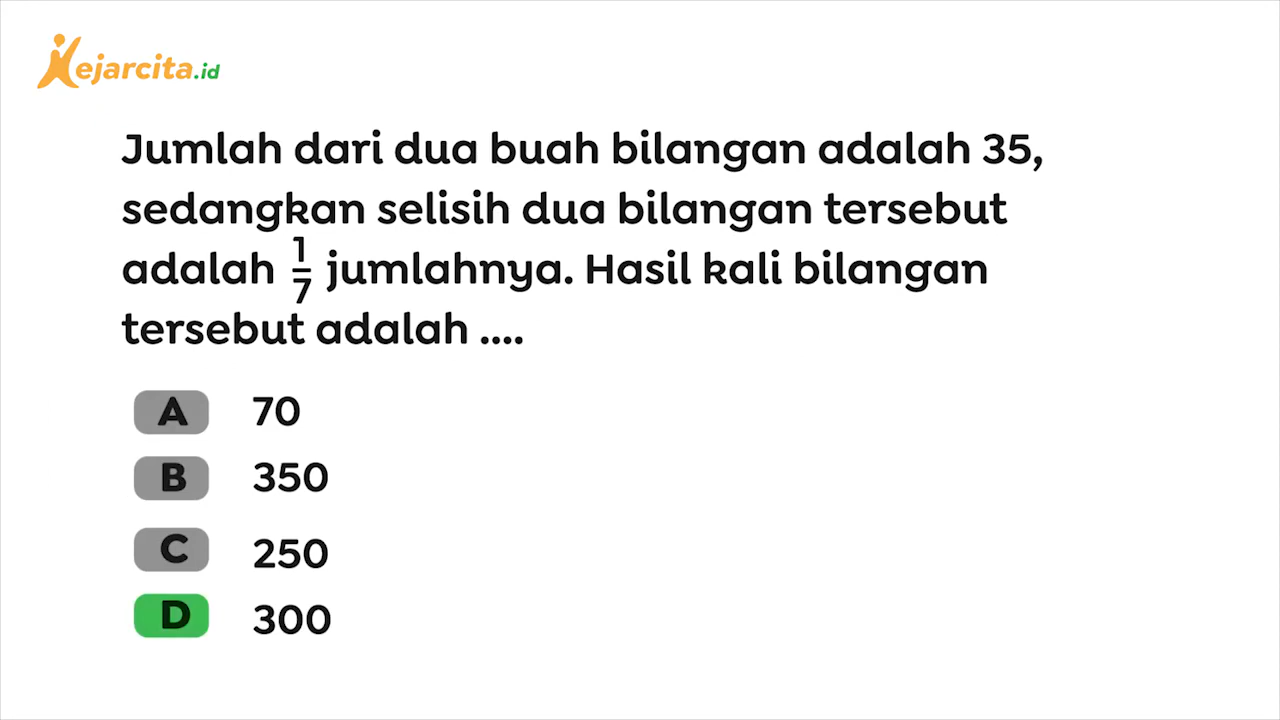 Kejarcita.id
Jumlah dari dua buah bilangan adalah 35,
sedangkan selisih dua bilangan tersebut
adalah 1/7 jumlahnya. Hasil kali bilangan
tersebut adalah ....
A 70
B 350
C 250
D 300